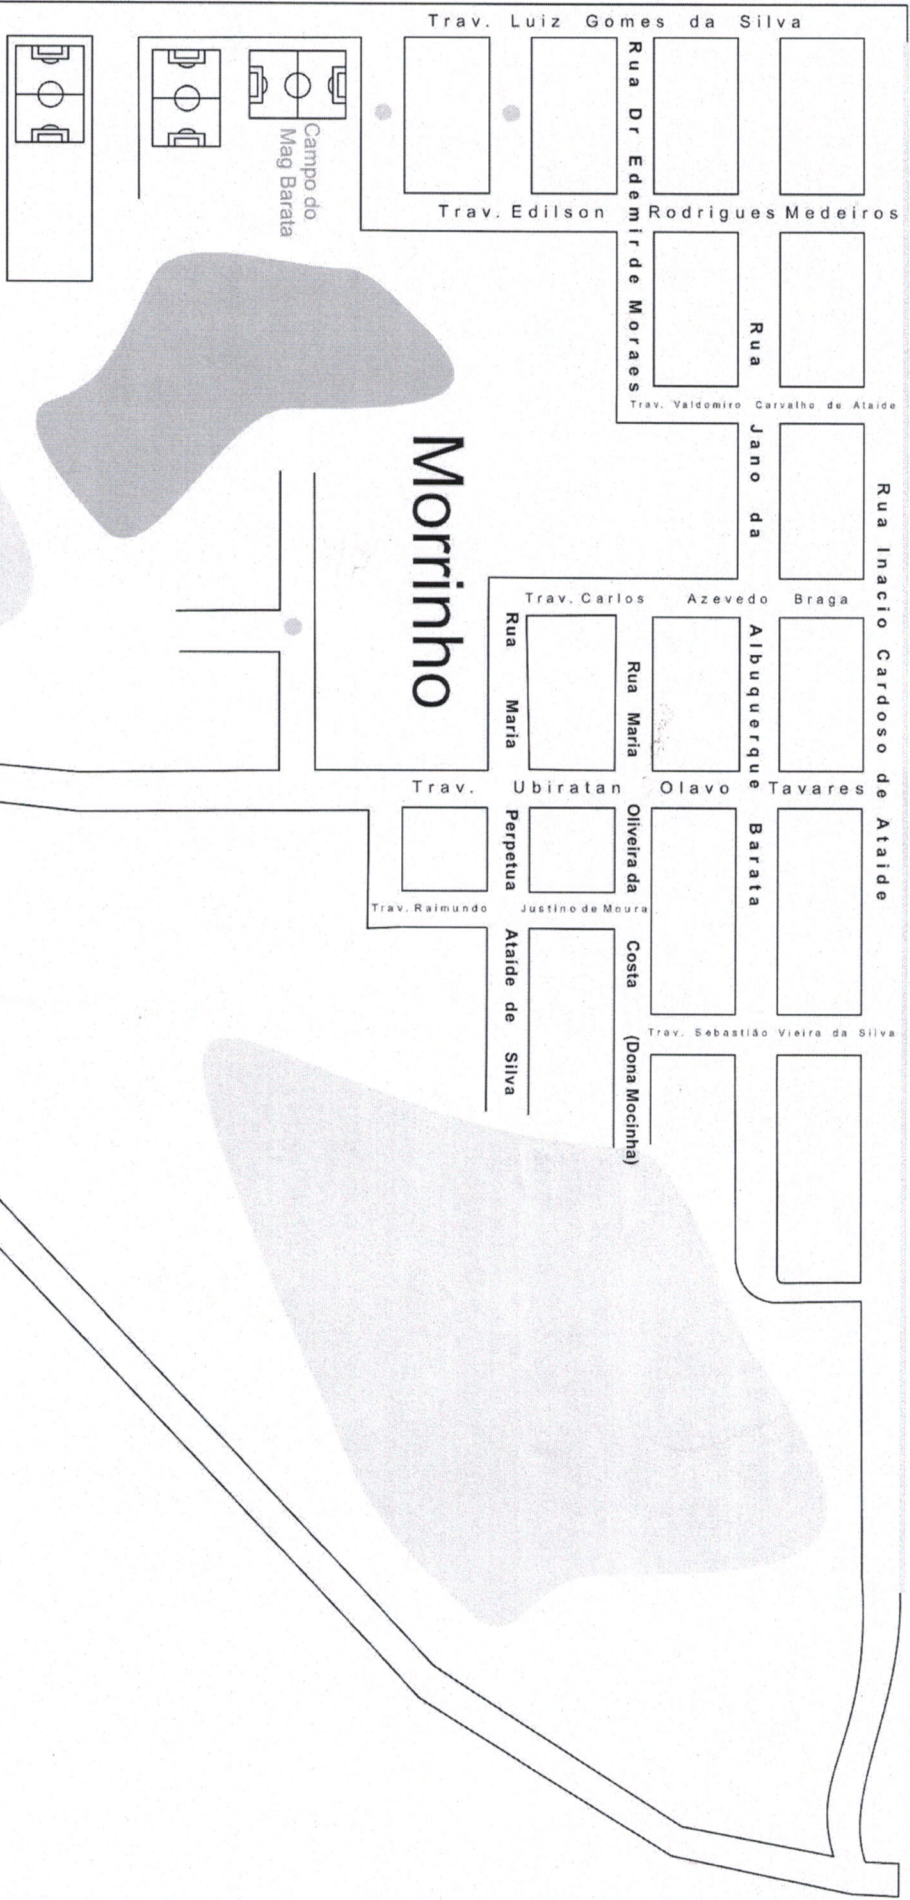 Trav. Luiz Gomes da Silva
Rua Dr Edemir de Moraes
Campo do
Mag Barata
Trav. Edilson Rodrigues Medeiros
Trav. Valdomiro Carvalho de Ataide
Rua Jano da Albuquerque Barata
Rua Inacio Cardoso de Ataide
Morrinho
Trav. Carlos Azevedo Braga
Rua Maria Perpetua Ataíde de Silva
Rua Maria Oliveira da Costa (Dona Mocinha)
Trav. Ubiratan Olavo Tavares
Trav. Raimundo Justino de Moura
Trav. Sebastião Vieira da Silva